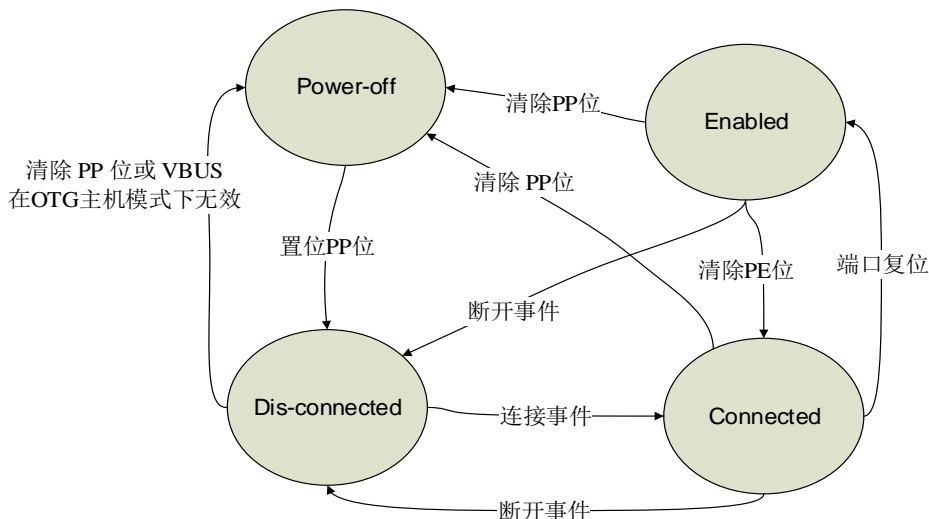 Power-off
Enabled
清除PP位
清除 PP 位或 VBUS
在OTG主机模式下无效
清除 PP位
置位PP位
清除PE位
端口复位
断开事件
Dis-connected
连接事件
Connected
断开事件